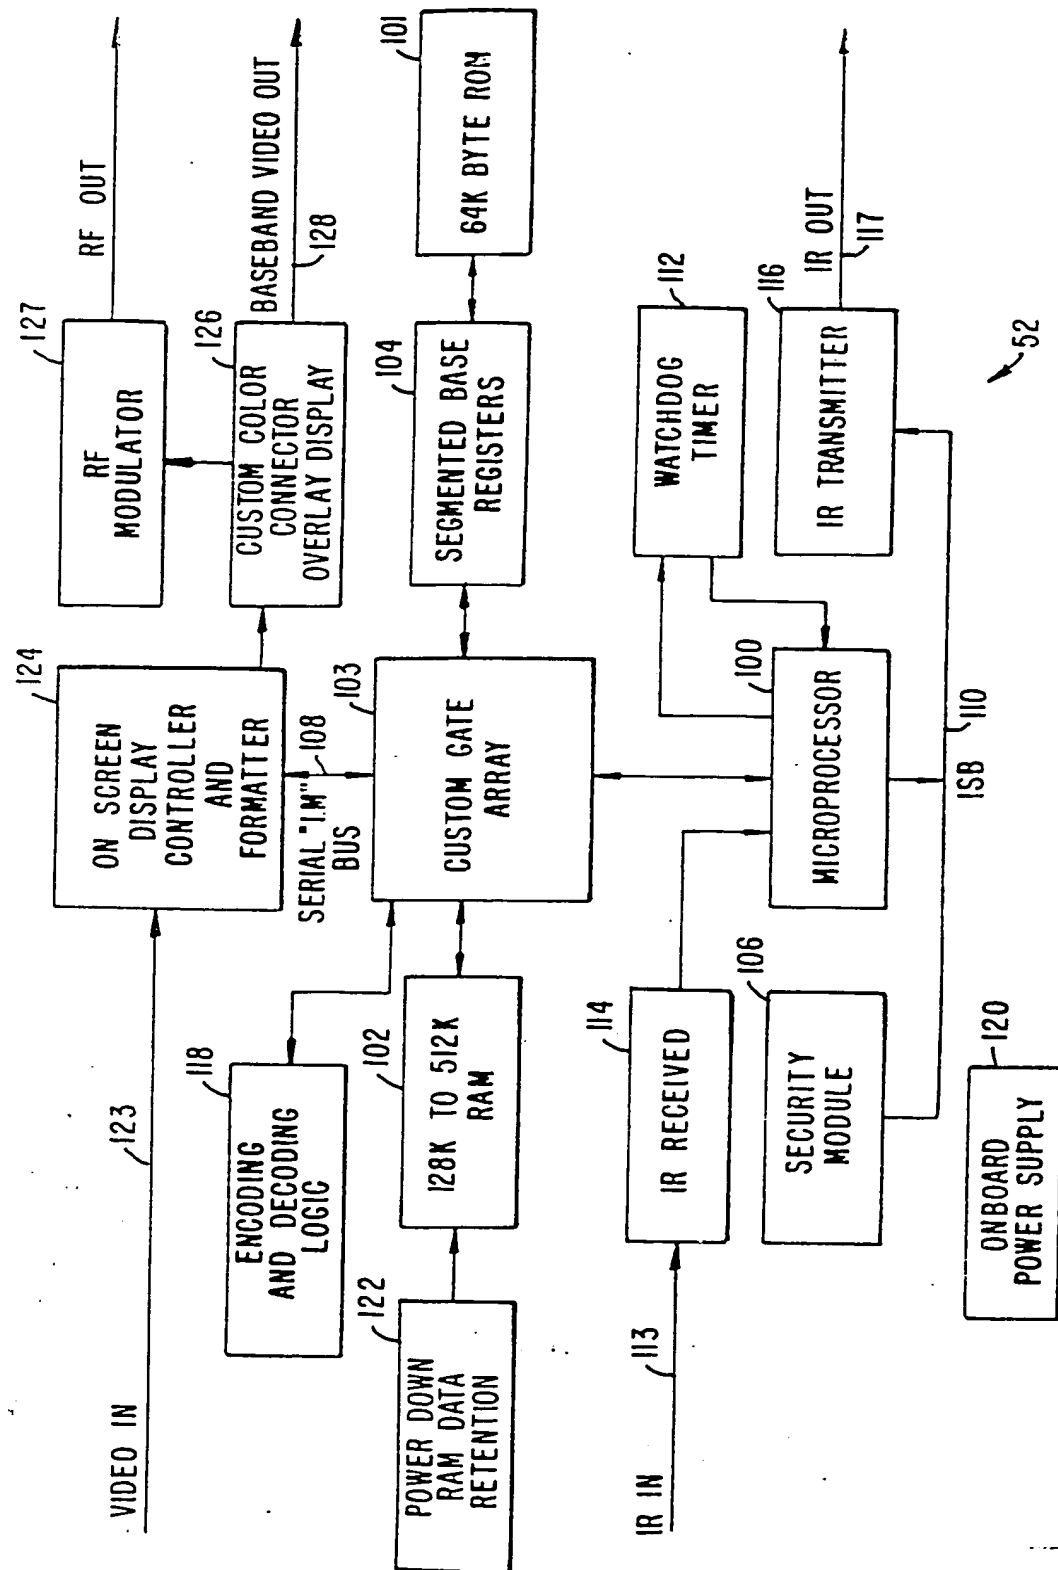 VIDEO IN
123
ON SCREEN
DISPLAY
CONTROLLER
AND
FORMATTER
124
RF
MODULATOR
127
RF OUT
CUSTOM COLOR
CONNECTOR
OVERLAY DISPLAY
126
BASEBAND VIDEO OUT
128
ENCODING
AND DECODING
LOGIC
118
SERIAL "I.M"
BUS
108
POWER DOWN
RAM DATA
RETENTION
122
128K TO 512K
RAM
102
CUSTOM GATE
ARRAY
103
SEGMENTED BASE
REGISTERS
104
64K BYTE ROM
101
IR IN
113
IR RECEIVED
114
WATCHDOG
TIMER
112
SECURITY
MODULE
106
MICROPROCESSOR
100
IR TRANSMITTER
116
IR OUT
117
ISB
110
ONBOARD
POWER SUPPLY
120
52